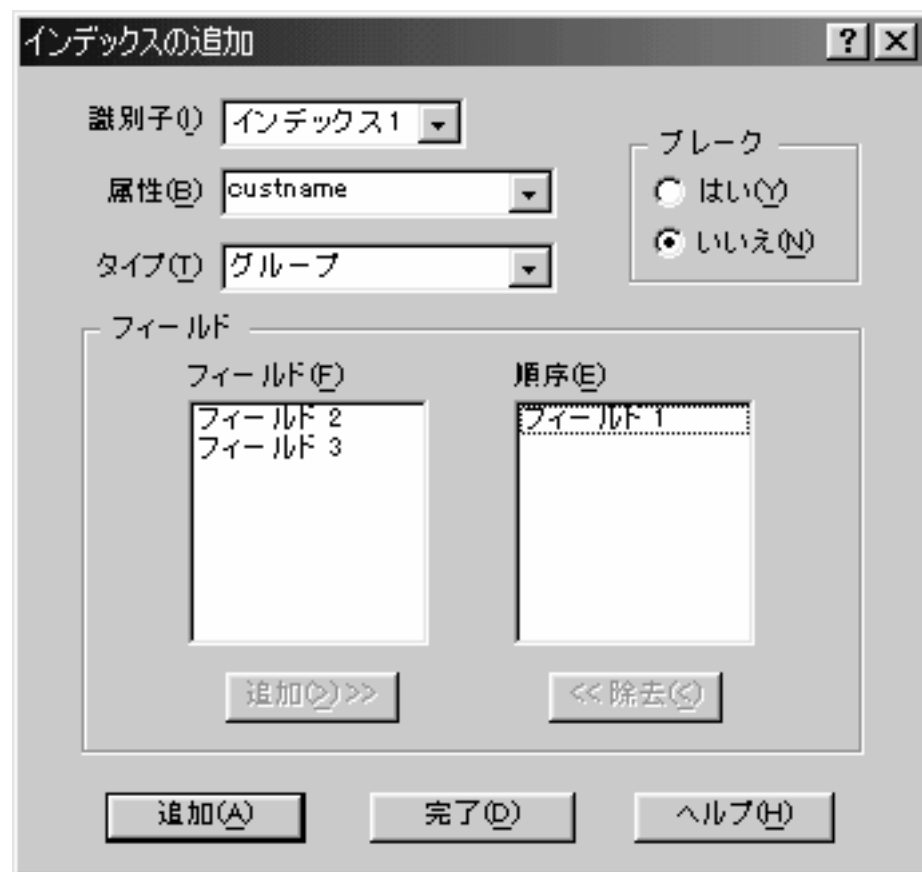 インデックスの追加
識別子(I) インデックス1
属性(B) custname
タイプ(T) グループ
ブレーク
はい(Y)
いいえ(N)
フィールド
フィールド(F)
フィールド 2
フィールド 3
順序(E)
フィールド 1
追加(>)>>
<<除去(<)
追加(A)
完了(D)
ヘルプ(H)